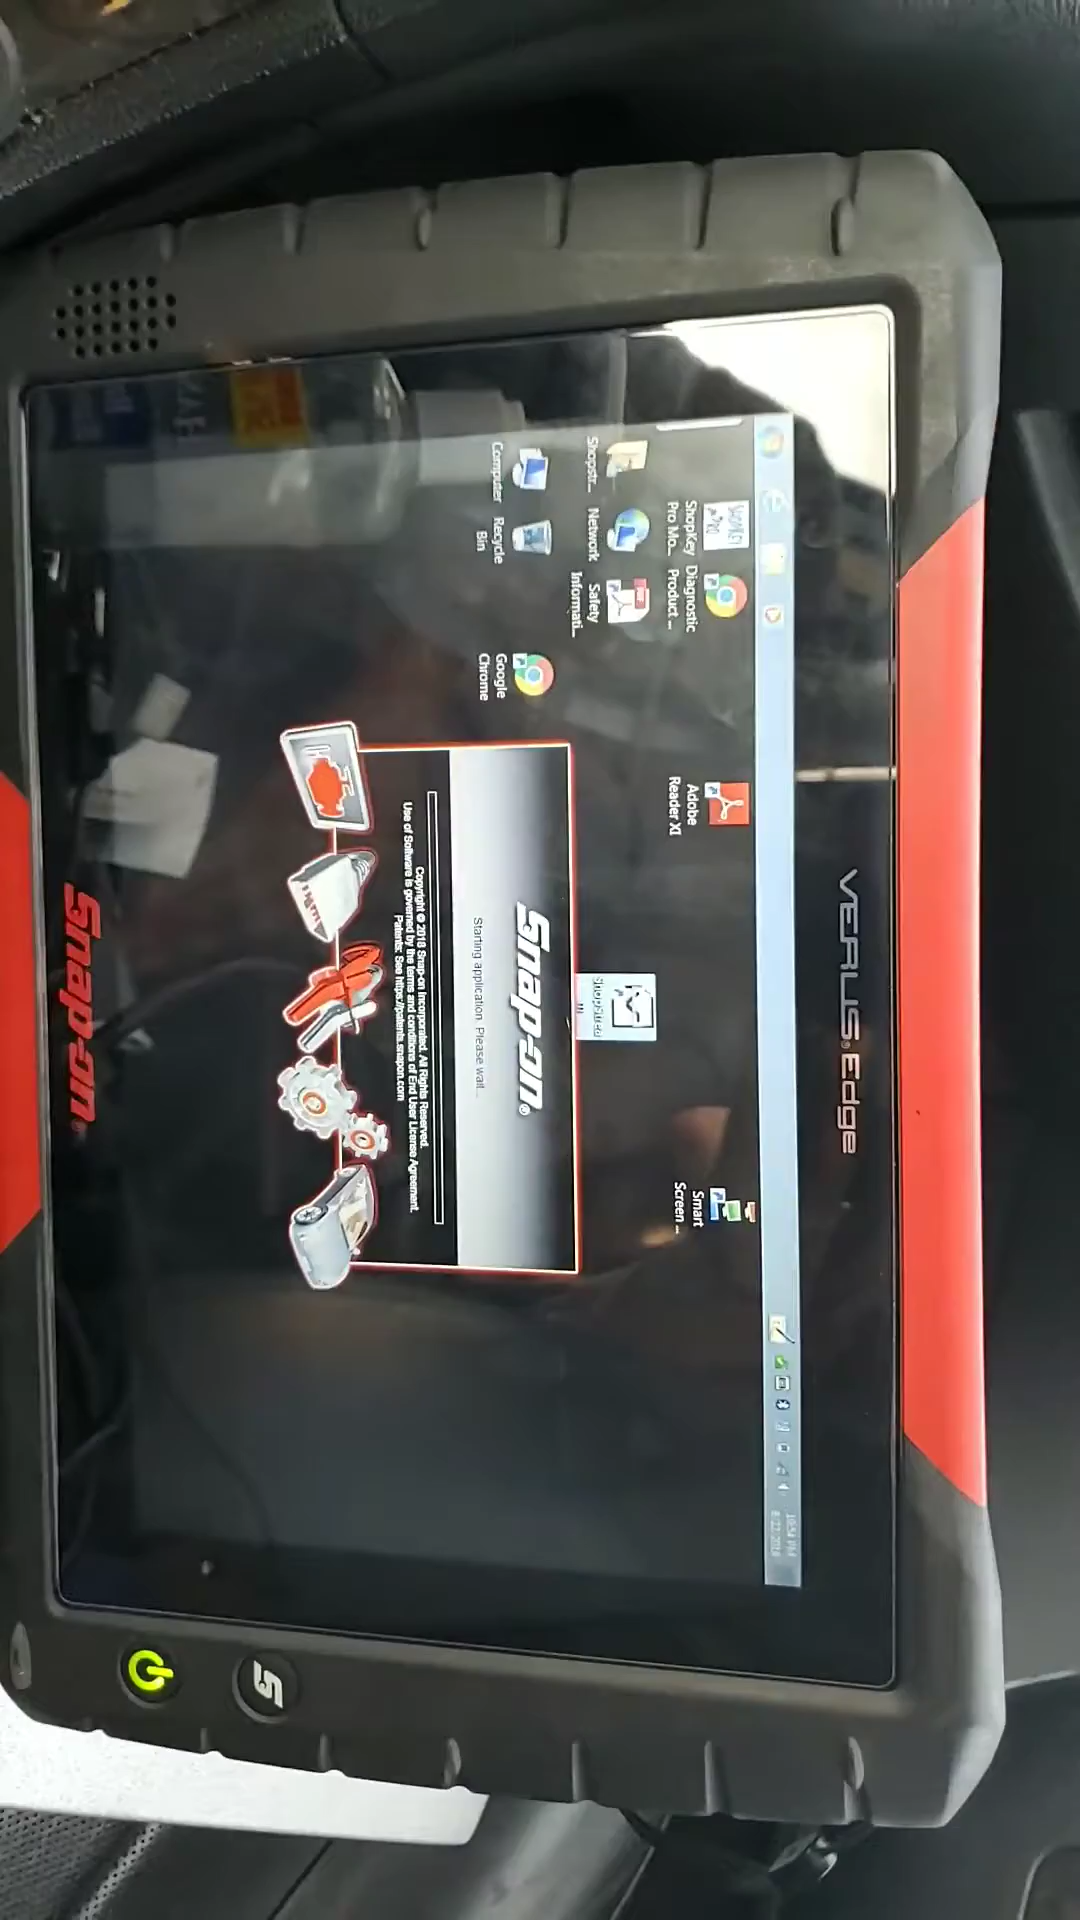 VERUS® Edge
ShopKey
Pro Mo...
Diagnostic
Product ...
Adobe
Reader XI
Smart
Screen ...
Shopstr...
Network
Safety
Informati...
Computer
Recycle
Bin
Google
Chrome
Snap-on®
Starting application. Please wait...
Copyright © 2018 Snap-on Incorporated. All Rights Reserved.
Use of Software is governed by the terms and conditions of End User License Agreement.
Patents: See https://patents.snapon.com
Snap-on®